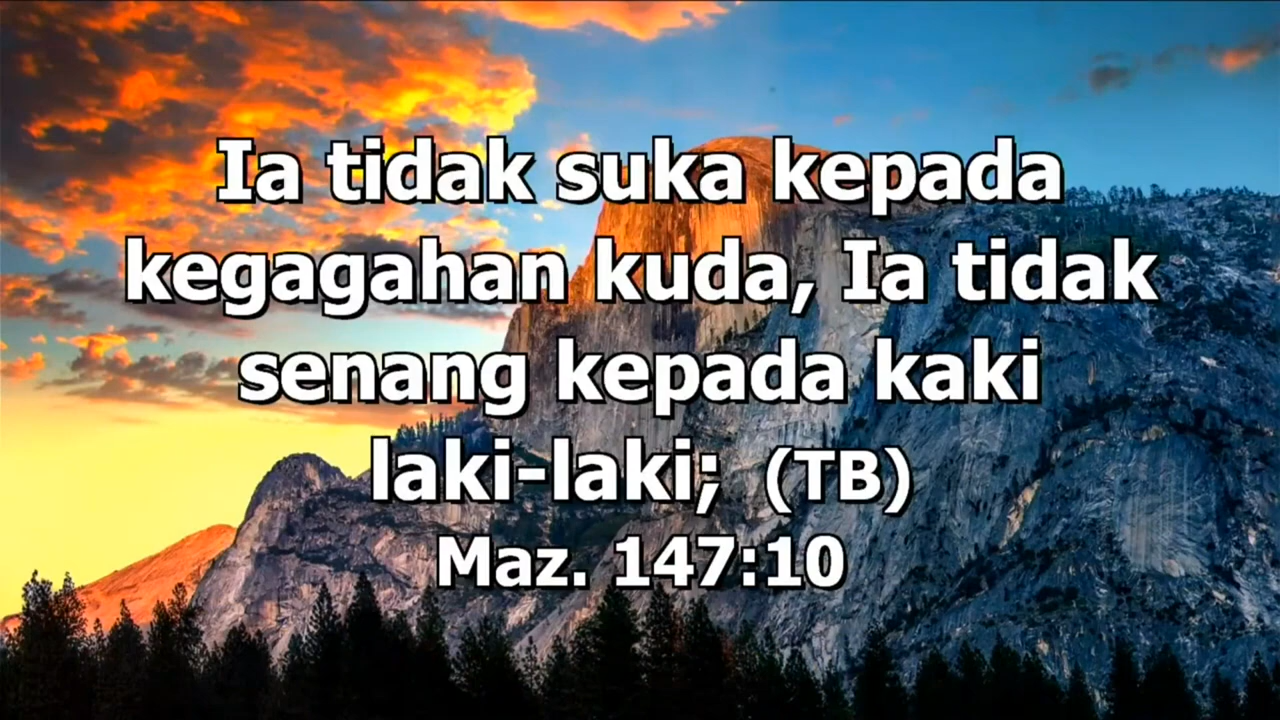 Ia tidak suka kepada
kegagahan kuda, Ia tidak
senang kepada kaki
laki-laki; (TB)
Maz. 147:10